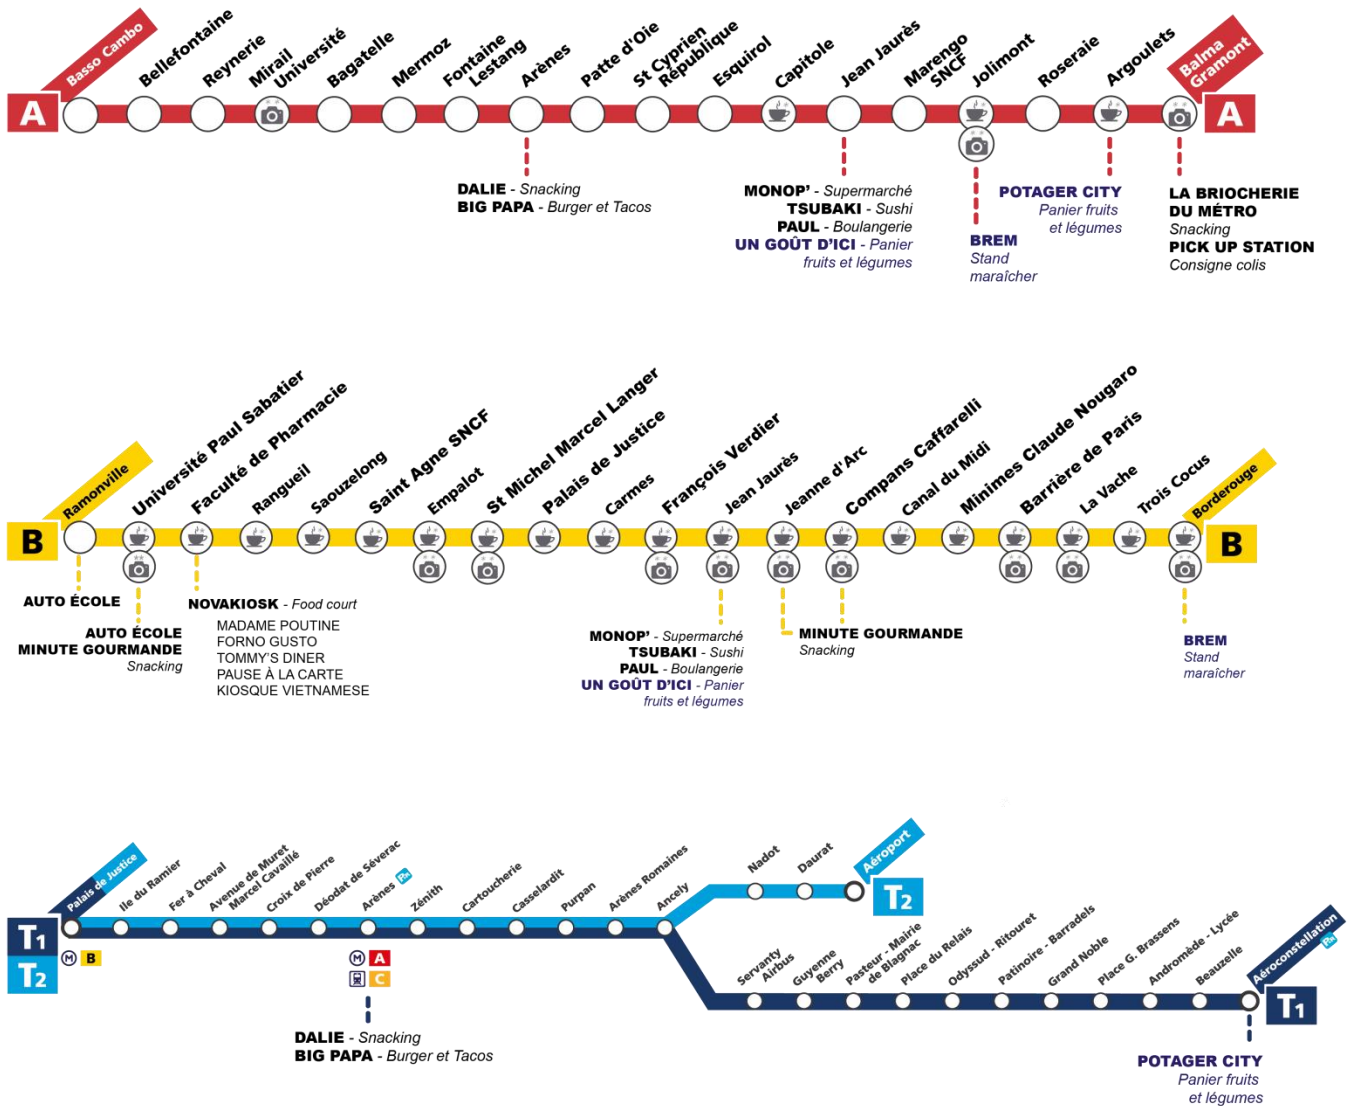 A
Basso Cambo
Bellefontaine
Reynerie
Mirail
Université
Bagatelle
Mermoz
Fontaine
Lestang
Arènes
Patte d'Oie
St Cyprien
République
Esquirol
Capitole
Jean Jaurès
Marengo
SNCF
Jolimont
Roseraie
Argoulets
Balma
Gramont
A
DALIE - Snacking
BIG PAPA - Burger et Tacos
MONOP' - Supermarché
TSUBAKI - Sushi
PAUL - Boulangerie
UN GOÛT D'ICI - Panier
fruits et légumes
BREM
Stand
maraîcher
POTAGER CITY
Panier fruits
et légumes
LA BRIOCHERIE
DU MÉTRO
Snacking
PICK UP STATION
Consigne colis
B
Ramonville
Université Paul Sabatier
Faculté de Pharmacie
Rangueil
Saouzelong
Saint Agne SNCF
Empalot
St Michel Marcel Langer
Palais de Justice
Carmes
François Verdier
Jean Jaurès
Jeanne d'Arc
Compans Caffarelli
Canal du Midi
Minimes Claude Nougaro
Barrière de Paris
La Vache
Trois Cocus
Borderouge
B
AUTO ÉCOLE
AUTO ÉCOLE
MINUTE GOURMANDE
Snacking
NOVAKIOSK - Food court
MADAME POUTINE
FORNO GUSTO
TOMMY'S DINER
PAUSE À LA CARTE
KIOSQUE VIETNAMESE
MONOP' - Supermarché
TSUBAKI - Sushi
PAUL - Boulangerie
UN GOÛT D'ICI - Panier
fruits et légumes
MINUTE GOURMANDE
Snacking
BREM
Stand
maraîcher
T1
T2
Palais de Justice
Ile du Ramier
Fer à Cheval
Avenue de Muret
Marcel Cavaillé
Croix de Pierre
Déodat de Séverac
Arènes
Zénith
Cartoucherie
Casselardit
Purpan
Arènes Romaines
Ancely
Nadot
Daurat
Aéroport
T2
M B
M A
C
Servanty
Airbus
Guyenne
Berry
Pasteur - Mairie
de Blagnac
Place du Relais
Odyssud - Ritouret
Patinoire - Barradels
Grand Noble
Place G. Brassens
Andromède - Lycée
Beauzelle
Aéroconstellation
T1
DALIE - Snacking
BIG PAPA - Burger et Tacos
POTAGER CITY
Panier fruits
et légumes